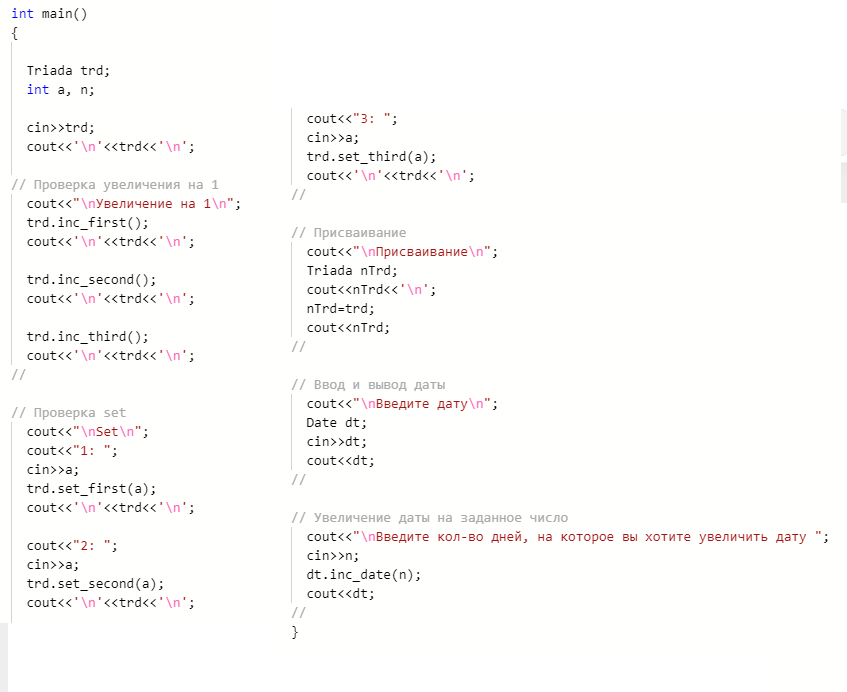 int main()
{
Triada trd;
int a, n;
cin>>trd;
cout<<'\n'<<trd<<'\n';
// Проверка увеличения на 1
cout<<"\nУвеличение на 1\n";
trd.inc_first();
cout<<'\n'<<trd<<'\n';
trd.inc_second();
cout<<'\n'<<trd<<'\n';
trd.inc_third();
cout<<'\n'<<trd<<'\n';
//
// Проверка set
cout<<"\nSet\n";
cout<<"1: ";
cin>>a;
trd.set_first(a);
cout<<'\n'<<trd<<'\n';
cout<<"2: ";
cin>>a;
trd.set_second(a);
cout<<'\n'<<trd<<'\n';
cout<<"3: ";
cin>>a;
trd.set_third(a);
cout<<'\n'<<trd<<'\n';
//
// Присваивание
cout<<"\nПрисваивание\n";
Triada nTrd;
cout<<nTrd<<'\n';
nTrd=trd;
cout<<nTrd;
//
// Ввод и вывод даты
cout<<"\nВведите дату\n";
Date dt;
cin>>dt;
cout<<dt;
//
// Увеличение даты на заданное число
cout<<"\nВведите кол-во дней, на которое вы хотите увеличить дату ";
cin>>n;
dt.inc_date(n);
cout<<dt;
//
}